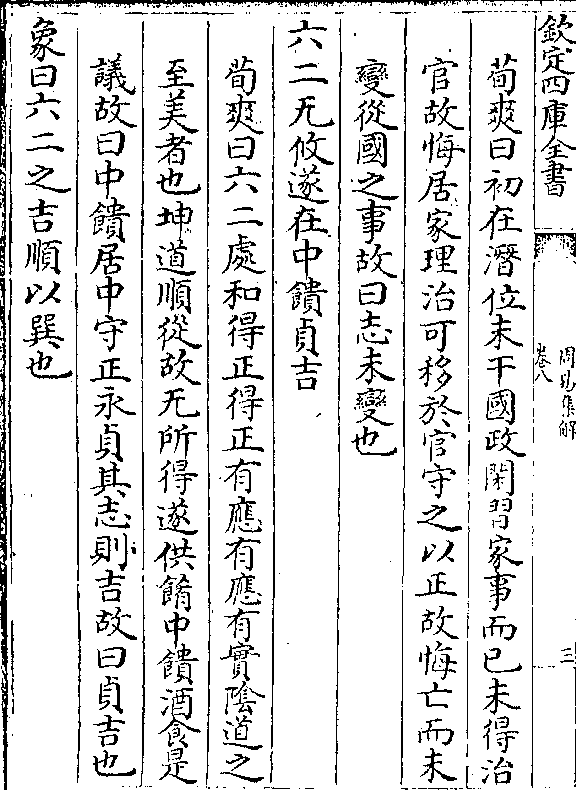 欽定四庫全書
周易集解
卷八
三
荀爽曰初在潛位未干國政閑習家事而已未得治
官故悔居家理治可移於官守之以正故悔亡而未
變從國之事故曰志未變也
六二无攸遂在中饋貞吉
荀爽曰六二處和得正得正有應有應有實陰道之
至美者也坤道順從故无所得遂供餚中饋酒食是
議故曰中饋居中守正永貞其志則吉故曰貞吉也
象曰六二之吉順以巽也